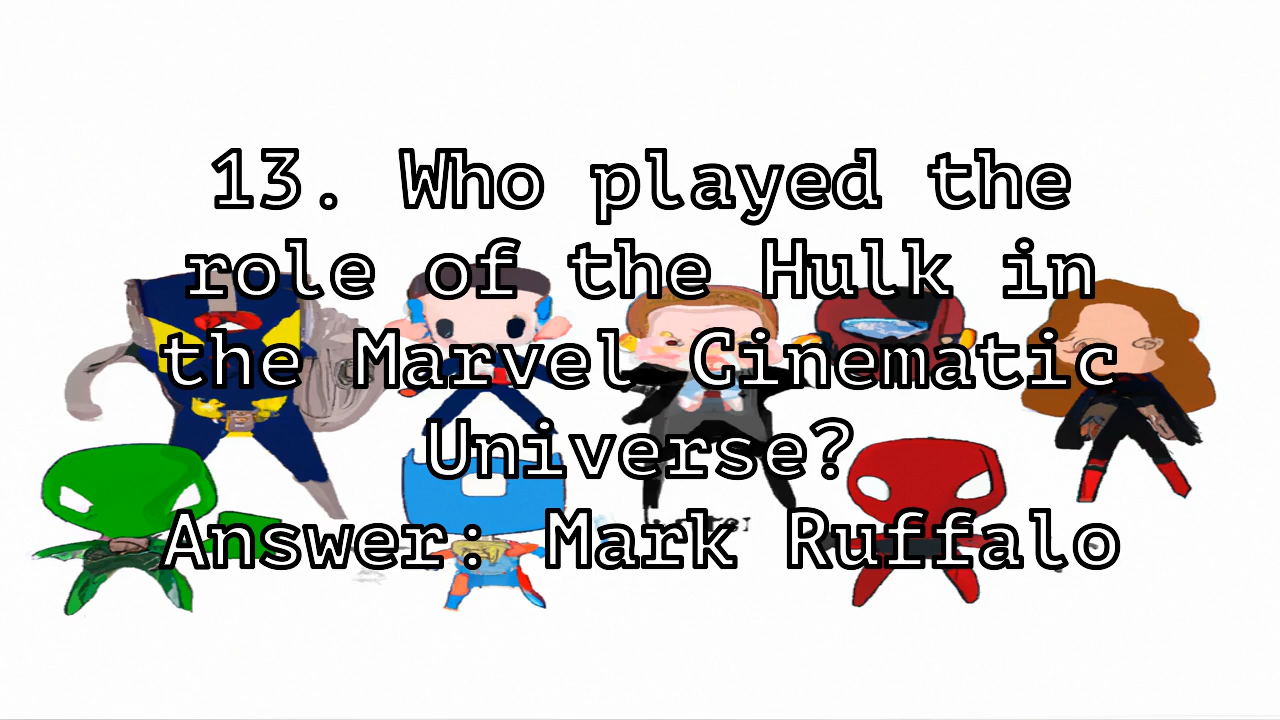 13. Who played the
role of the Hulk in
the Marvel Cinematic
Universe?
Answer: Mark Ruffalo